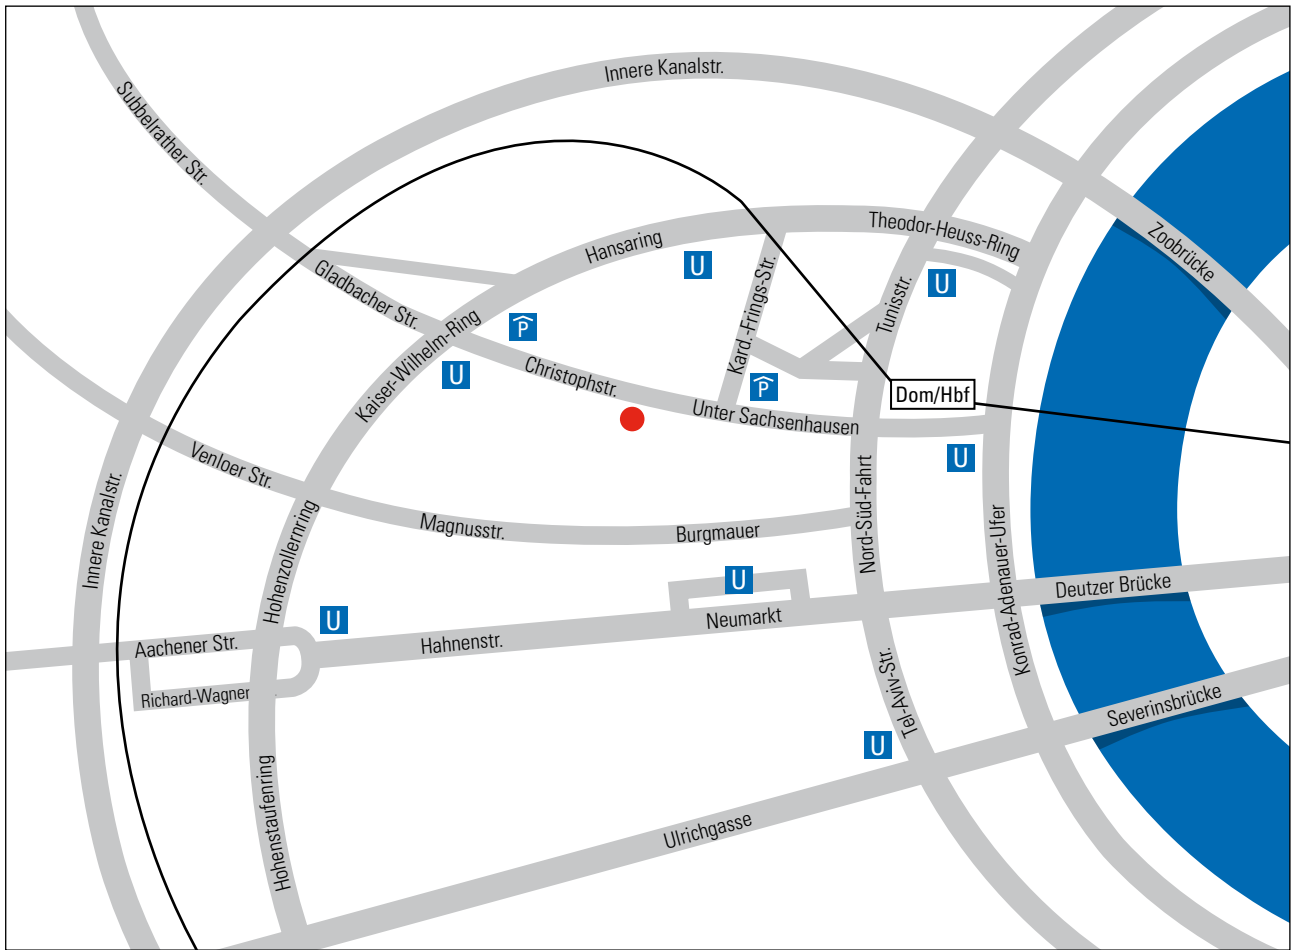 Innere Kanalstr.
Subbelrather Str.
Zoobrücke
Theodor-Heuss-Ring
Hansaring
U
U
Gladbacher Str.
Kard.-Frings-Str.
Tunisstr.
P
Kaiser-Wilhelm-Ring
U
Christophstr.
P
Dom/Hbf
Unter Sachsenhausen
U
Venloer Str.
Innere Kanalstr.
Magnusstr.
Burgmauer
Nord-Süd-Fahrt
Hohenzollernring
Konrad-Adenauer-Ufer
U
Deutzer Brücke
U
Neumarkt
Aachener Str.
Hahnenstr.
Richard-Wagner
Tel-Aviv-Str.
Severinsbrücke
U
Hohenstaufenring
Ulrichgasse